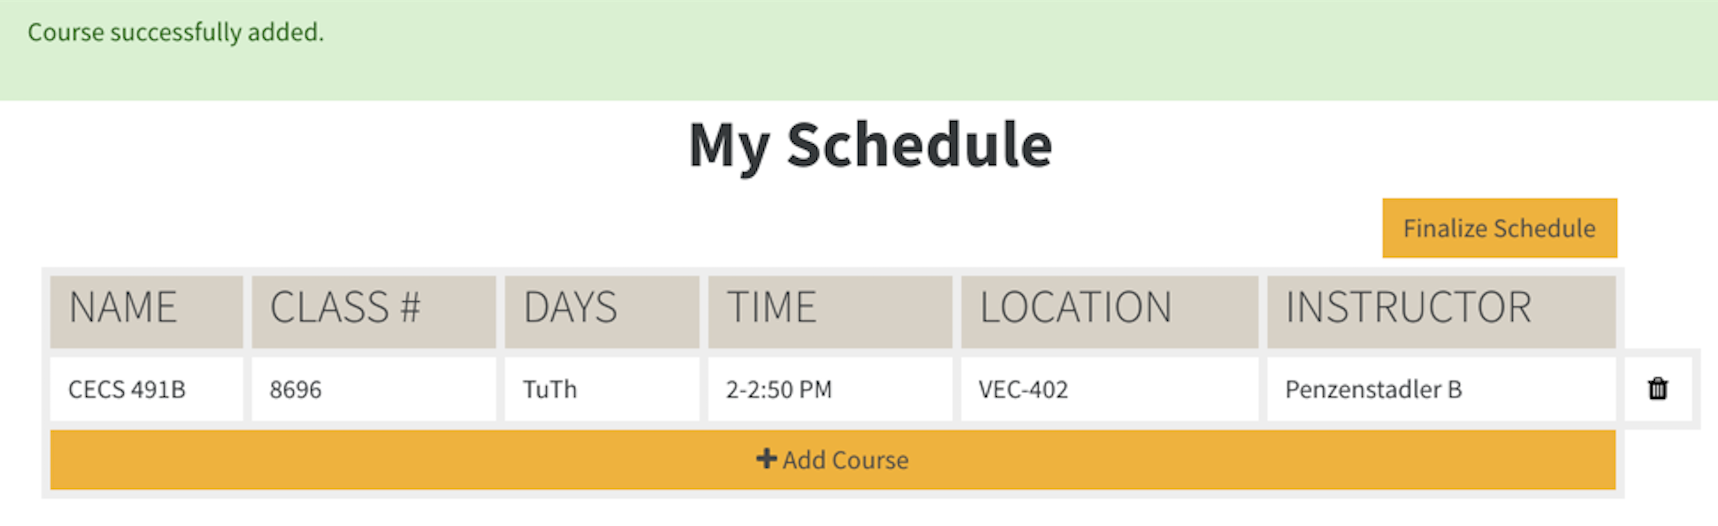 Course successfully added.
My Schedule
Finalize Schedule
NAME CLASS # DAYS TIME LOCATION INSTRUCTOR
CECS 491B 8696 TuTh 2-2:50 PM VEC-402 Penzenstadler B
+ Add Course